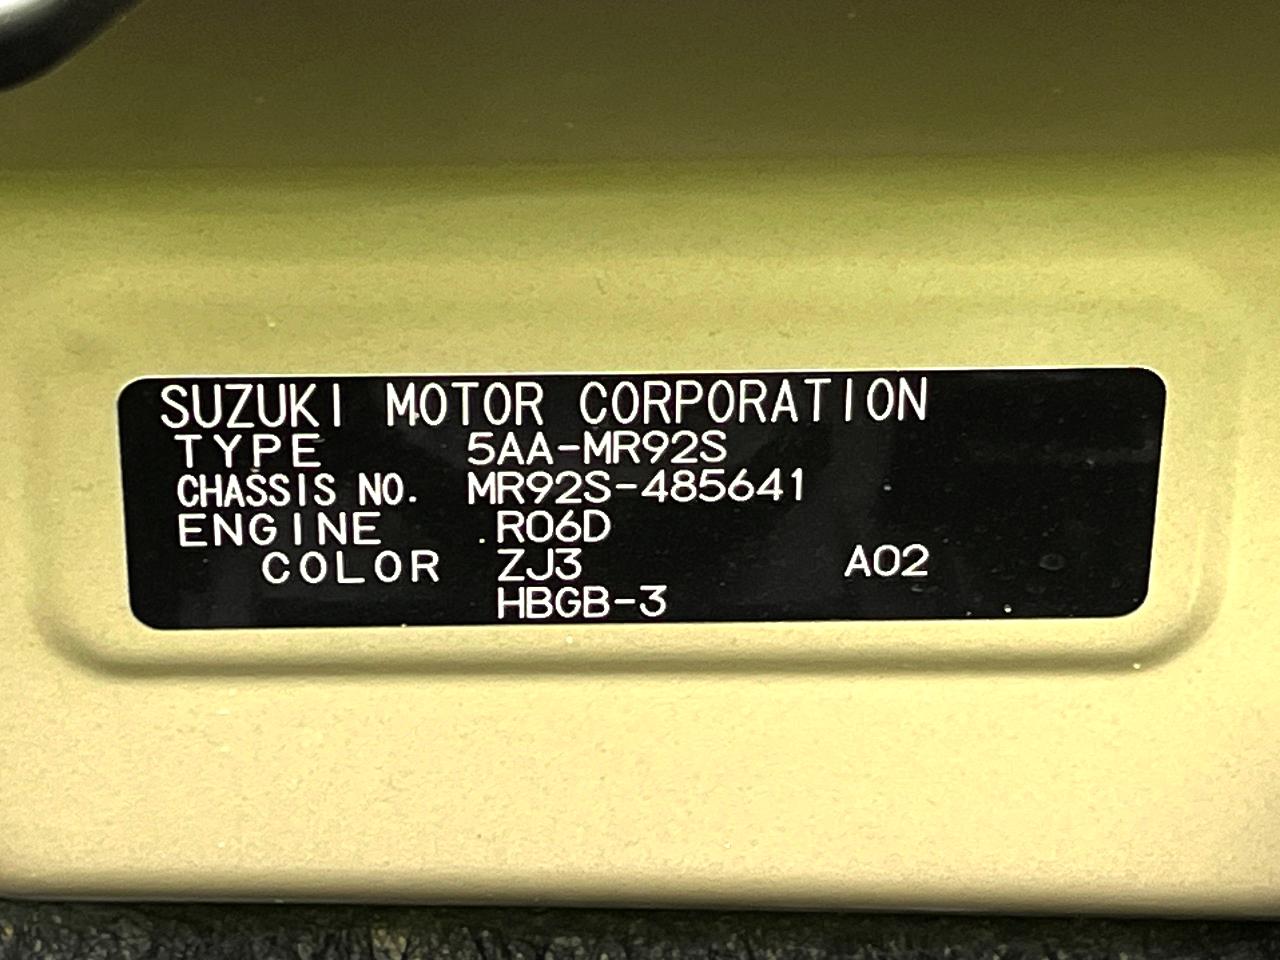 SUZUKI MOTOR CORPORATION
TYPE 5AA-MR92S
CHASSIS NO. MR92S-485641
ENGINE R06D
COLOR ZJ3 A02
HBGB-3